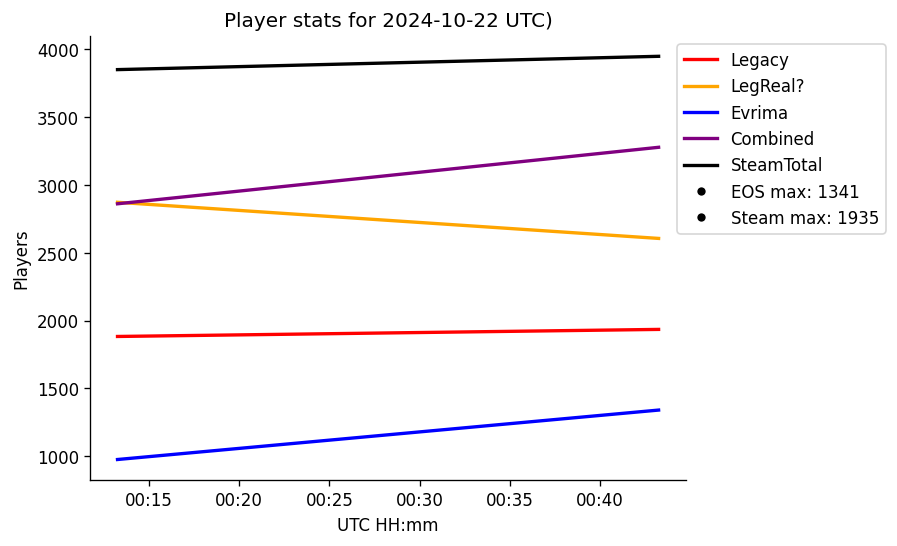 Player stats for 2024-10-22 UTC)
4000
3500
3000
2500
2000
1500
1000
Players
00:15 00:20 00:25 00:30 00:35 00:40
UTC HH:mm
Legacy
LegReal?
Evrima
Combined
SteamTotal
EOS max: 1341
Steam max: 1935